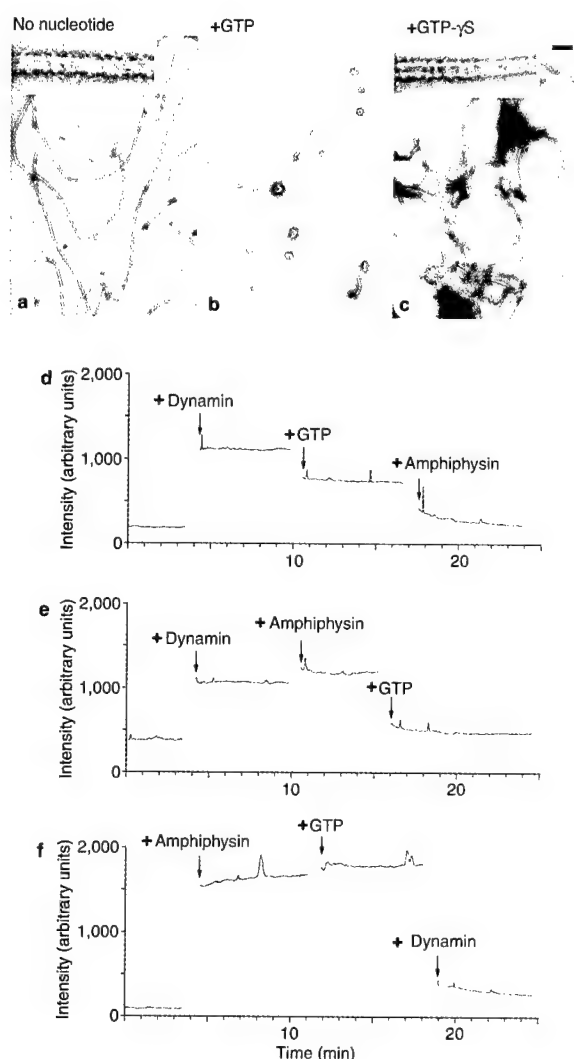 No nucleotide
+GTP
+GTP-γS
a
b
c
d
Intensity (arbitrary units)
2,000
1,000
0
+ Dynamin
+ GTP
+ Amphiphysin
10
20
e
Intensity (arbitrary units)
2,000
1,000
0
+ Dynamin
+ Amphiphysin
+GTP
10
20
f
Intensity (arbitrary units)
2,000
1,000
0
+ Amphiphysin
+GTP
+ Dynamin
0
10
20
Time (min)